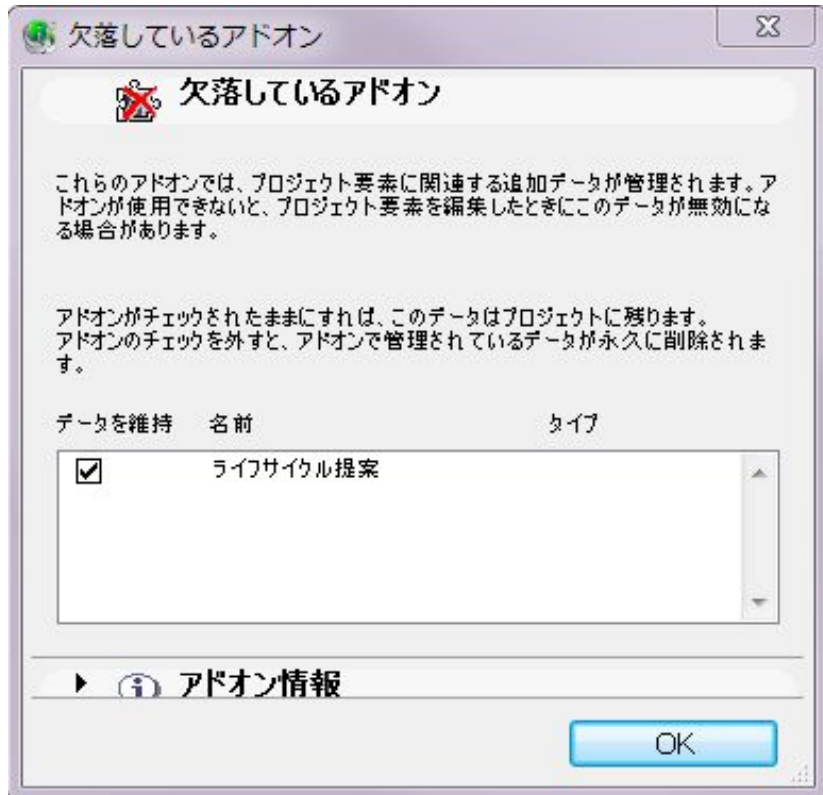 欠落しているアドオン
欠落しているアドオン
これらのアドオンでは、プロジェクト要素に関連する追加データが管理されます。ア
ドオンが使用できないと、プロジェクト要素を編集したときにこのデータが無効にな
る場合があります。
アドオンがチェックされたままにすれば、このデータはプロジェクトに残ります。
アドオンのチェックを外すと、アドオンで管理されているデータが永久に削除されま
す。
データを維持 名前 タイプ
ライフサイクル提案
アドオン情報
OK